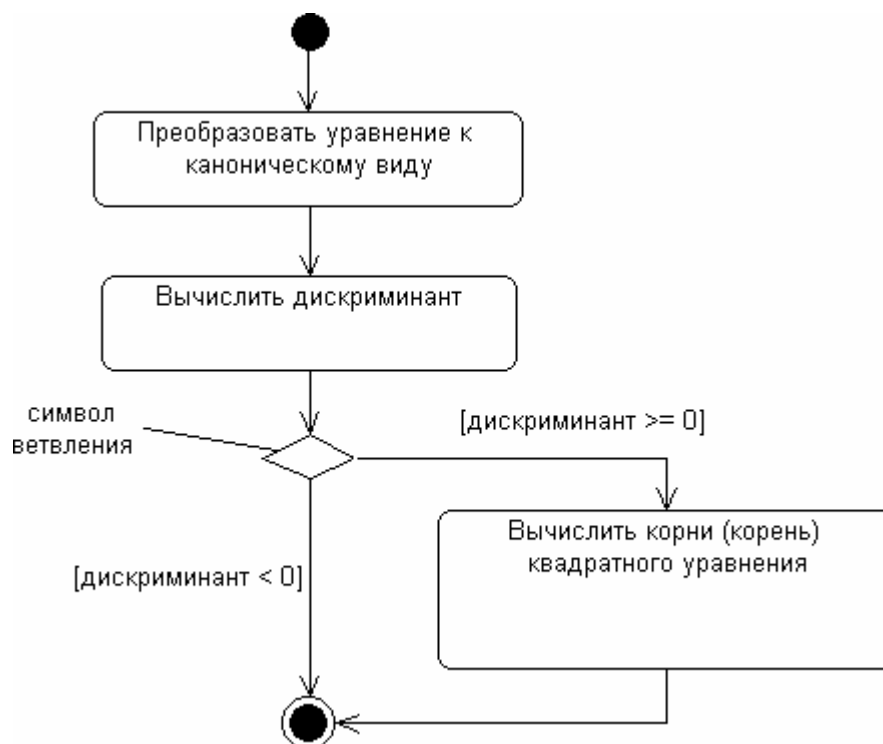 Преобразовать уравнение к
каноническому виду
Вычислить дискриминант
символ
ветвления
[дискриминант >= 0]
Вычислить корни (корень)
квадратного уравнения
[дискриминант < 0]